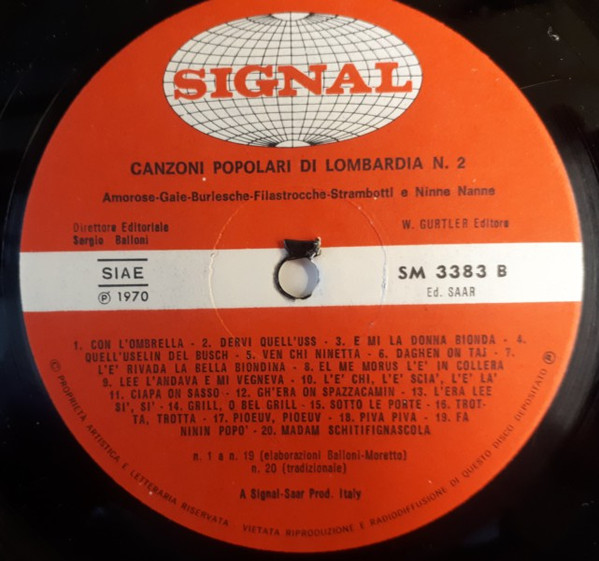 SIGNAL
CANZONI POPOLARI DI LOMBARDIA N. 2
Amorose-Gaie-Burlesche-Filastrocche-Strambotti e Ninne Nanne
Direttore Editoriale
Sergio Balloni
W. GURTLER Editore
SIAE
Ⓟ 1970
SM 3383 B
Ed. SAAR
1. CON L'OMBRELLA - 2. DERVI QUELL'USS - 3. E MI LA DONNA BIONDA - 4.
QUELL'USELIN DEL BUSCH - 5. VEN CHI NINETTA - 6. DAGHEN ON TAI - 7.
L'E' RIVADA LA BELLA BIONDINA - 8. EL ME MORUS L'E' IN COLLERA
- 9. LEE L'ANDAVA E MI VEGNEVA - 10. L'E' CHI, L'E' SCIA', L'E' LA'
11. CIAPA ON SASSO - 12. GH'ERA ON SPAZZACAMIN - 13. L'ERA LEE
SI', SI' - 14. GRILL, O BEL GRILL - 15. SOTTO LE PORTE - 16. TROT-
TA, TROTTA - 17. PIOEUV, PIOEUV - 18. PIVA PIVA - 19. FA
NININ POPO' - 20. MADAM SCHITIFIGNASCOLA
n. 1 a n. 19 (elaborazioni Balloni-Moretto)
n. 20 (tradizionale)
A Signal-Saar Prod. Italy
© PROPRIETÀ ARTISTICA E LETTERARIA RISERVATA - VIETATA RIPRODUZIONE E RADIODIFFUSIONE DI QUESTO DISCO DEPOSITATO ®